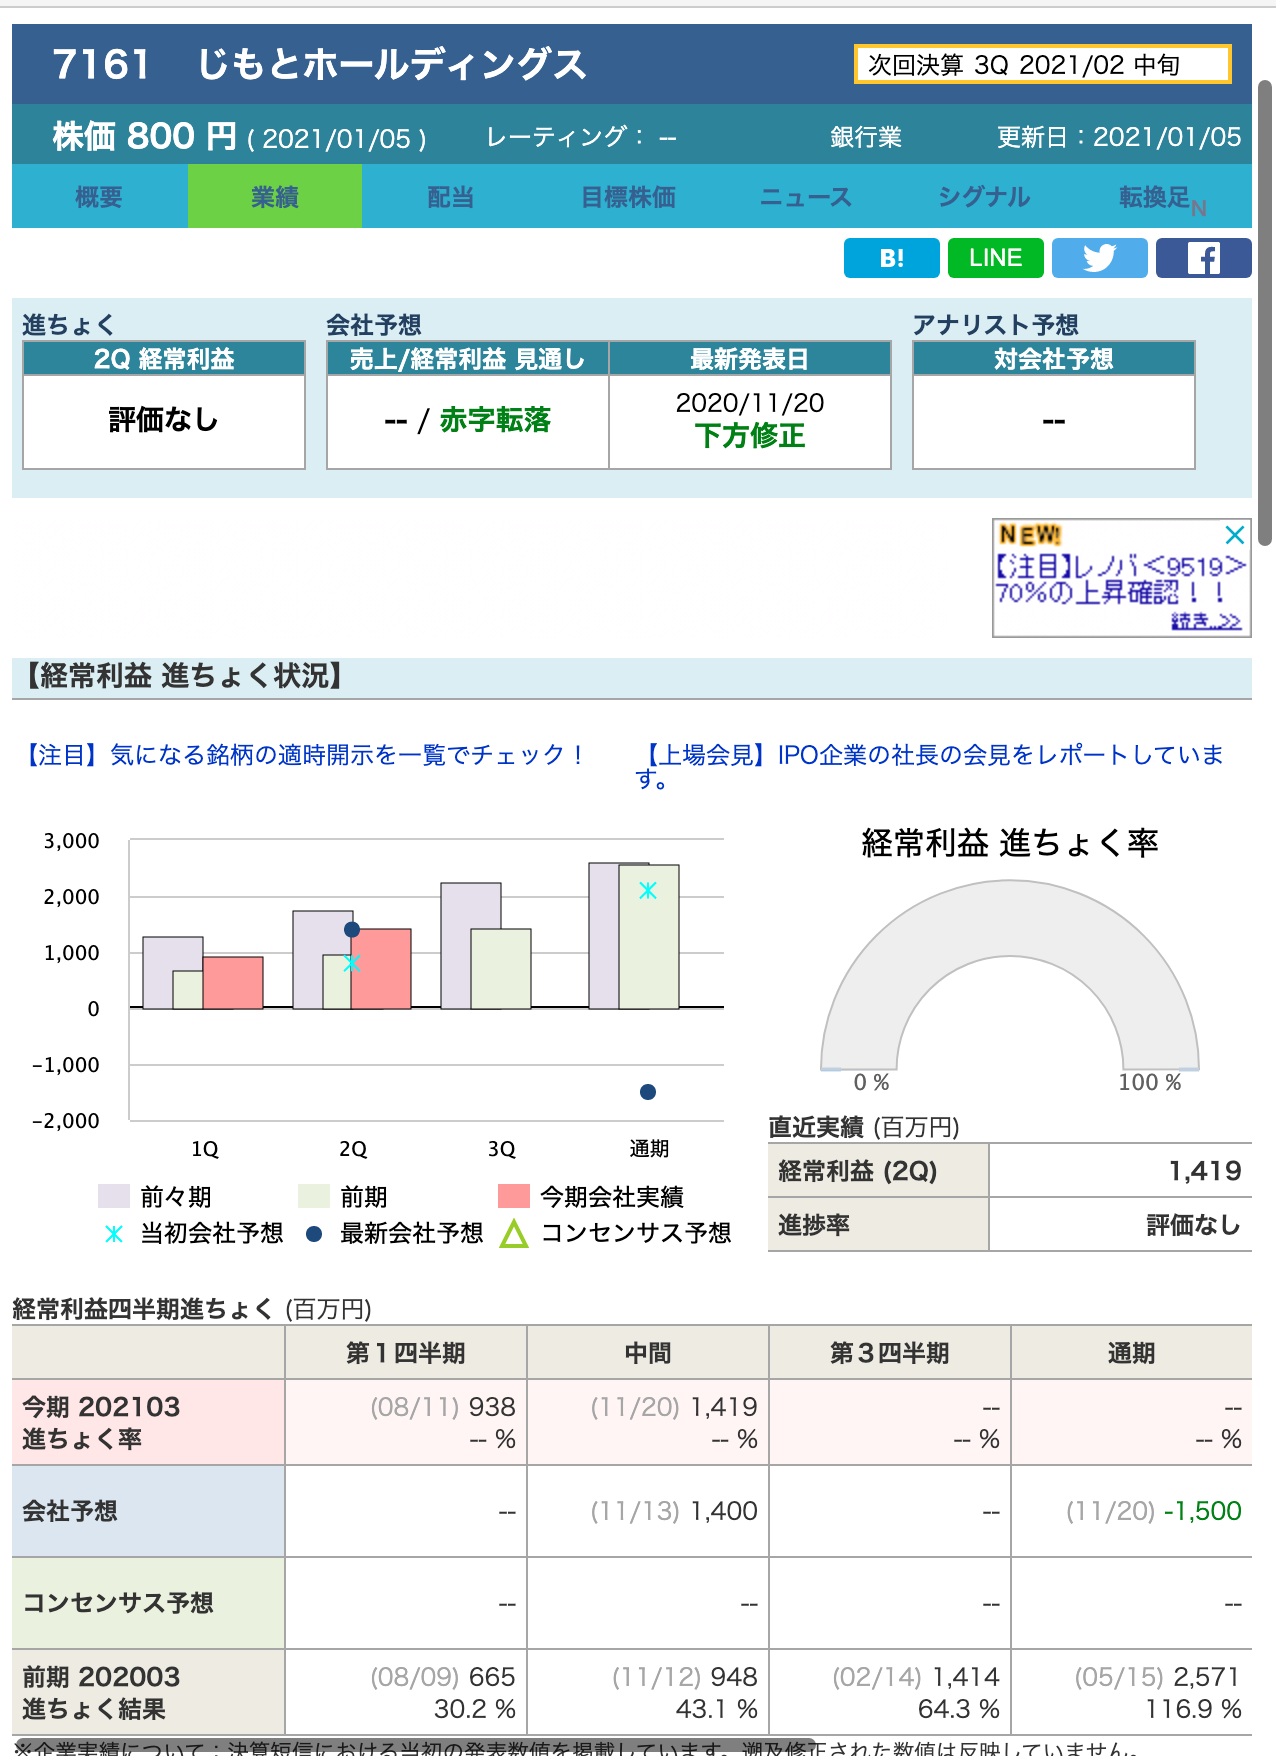 7161　じもとホールディングス
次回決算 3Q 2021/02 中旬
株価 800 円 ( 2021/01/05 )　レーティング： --　銀行業　更新日：2021/01/05
概要　業績　配当　目標株価　ニュース　シグナル　転換足N
B!　LINE
進ちょく　会社予想　アナリスト予想
2Q 経常利益　売上/経常利益 見通し　最新発表日　対会社予想
評価なし　-- / 赤字転落　2020/11/20　--
下方修正
NEW!
【注目】レノバ<9519>
70%の上昇確認！！
続き..>>
【経常利益 進ちょく状況】
【注目】気になる銘柄の適時開示を一覧でチェック！
【上場会見】IPO企業の社長の会見をレポートしていま
す。
3,000
2,000
1,000
0
-1,000
-2,000
1Q　2Q　3Q　通期
前々期　前期　今期会社実績
当初会社予想　最新会社予想　コンセンサス予想
経常利益 進ちょく率
0 %　100 %
直近実績 (百万円)
経常利益 (2Q)　1,419
進捗率　評価なし
経常利益四半期進ちょく (百万円)
第１四半期　中間　第３四半期　通期
今期 202103　(08/11) 938　(11/20) 1,419　--　--
進ちょく率　-- %　-- %　-- %　-- %
会社予想　--　(11/13) 1,400　--　(11/20) -1,500
コンセンサス予想　--　--　--　--
前期 202003　(08/09) 665　(11/12) 948　(02/14) 1,414　(05/15) 2,571
進ちょく結果　30.2 %　43.1 %　64.3 %　116.9 %
※企業実績について：決算短信における当初の発表数値を掲載しています。遡及修正された数値は反映していません。